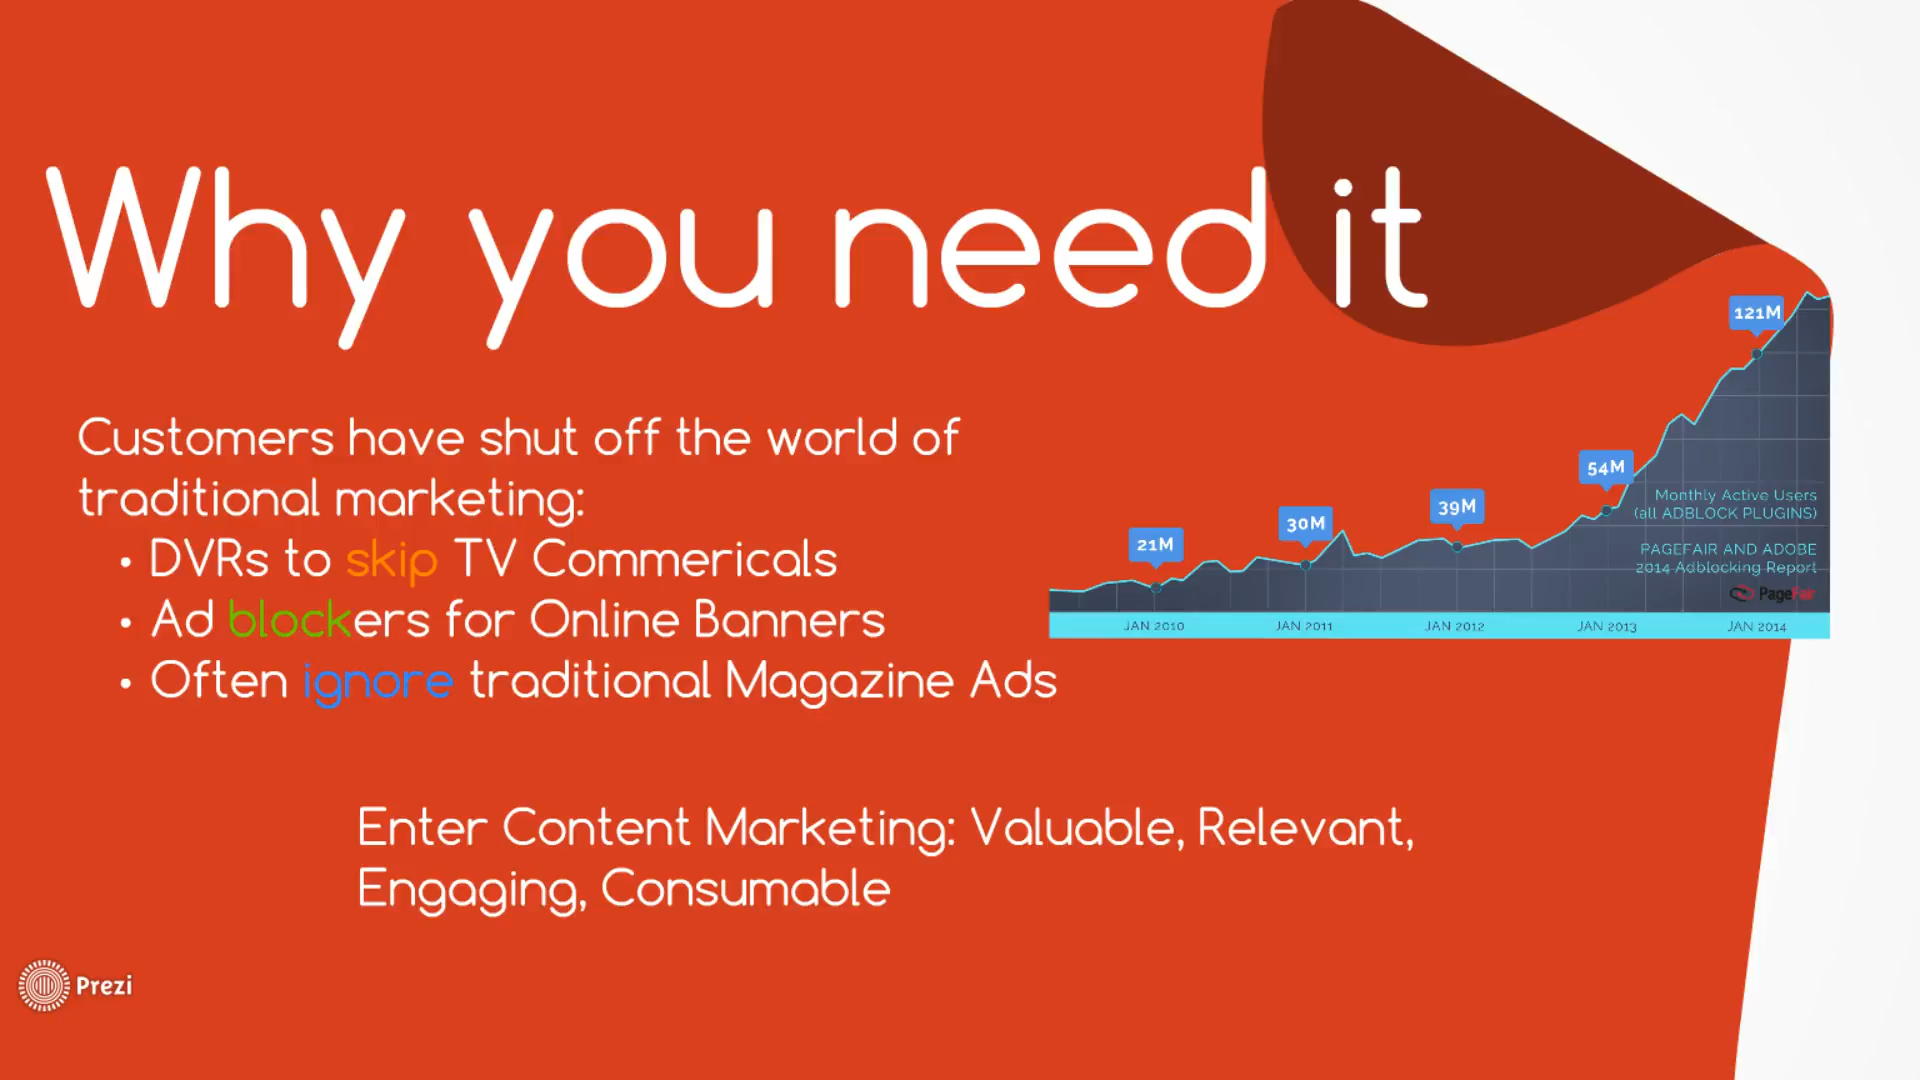 Why you need it
Customers have shut off the world of
traditional marketing:
• DVRs to skip TV Commericals
• Ad blockers for Online Banners
• Often ignore traditional Magazine Ads
121M
54M
39M
30M
21M
Monthly Active Users
(all ADBLOCK PLUGINS)
PAGEFAIR AND ADOBE
2014 Adblocking Report
PageFair
JAN 2010 JAN 2011 JAN 2012 JAN 2013 JAN 2014
Enter Content Marketing: Valuable, Relevant,
Engaging, Consumable
Prezi